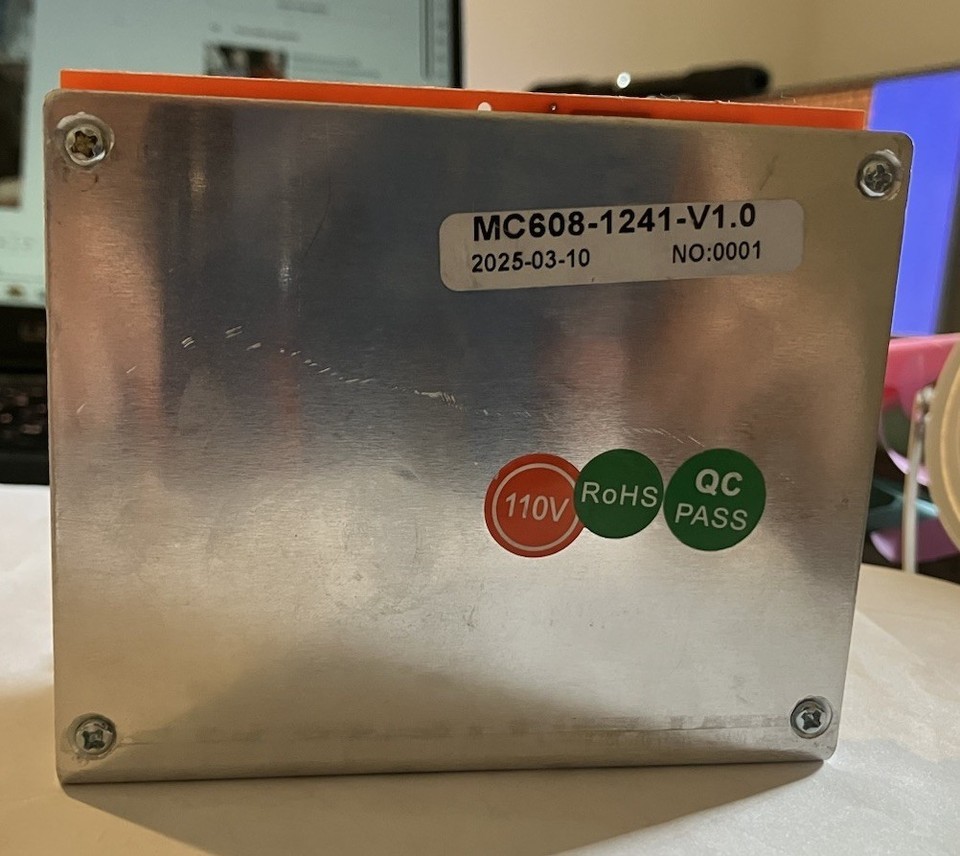 MC608-1241-V1.0
2025-03-10 NO:0001
110V
RoHS
QC
PASS